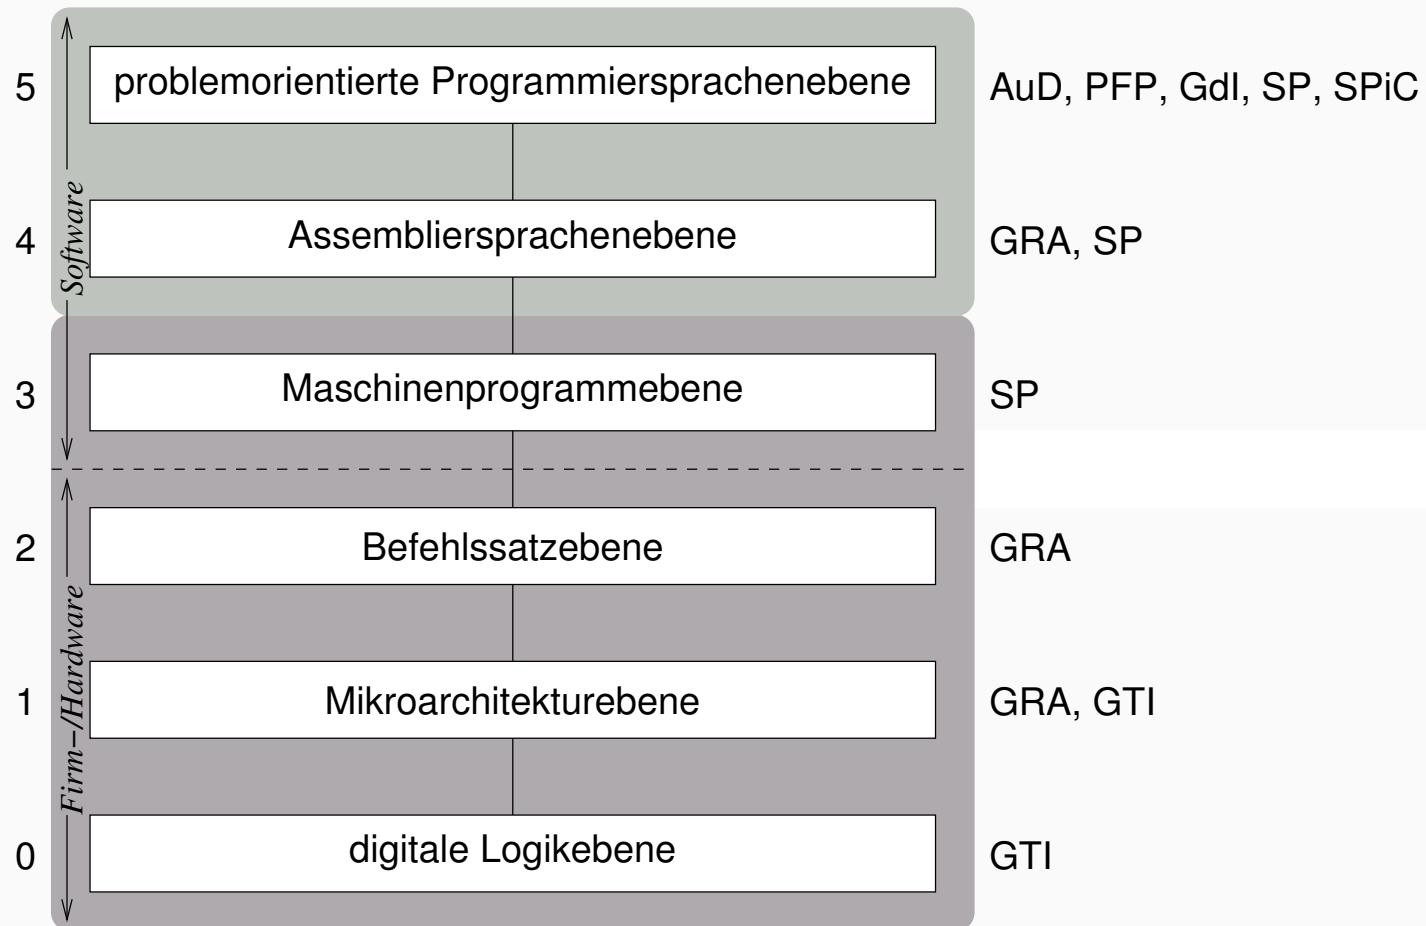 5 problemorientierte Programmiersprachenebene AuD, PFP, GdI, SP, SPiC
Software
4 Assembliersprachenebene GRA, SP
3 Maschinenprogrammebene SP
2 Befehlssatzebene GRA
Firm–/Hardware
1 Mikroarchitekturebene GRA, GTI
0 digitale Logikebene GTI